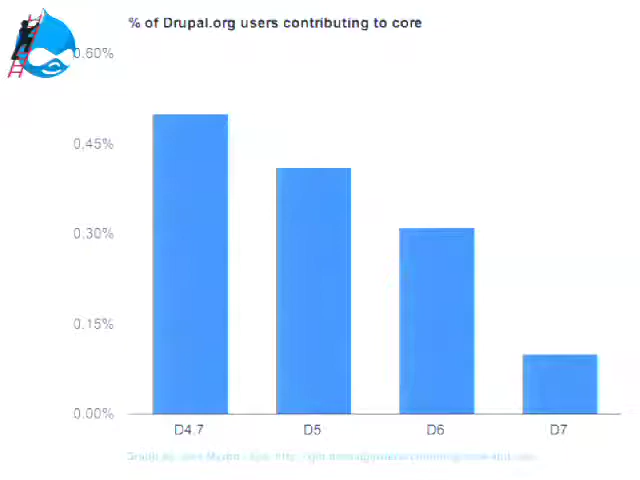 % of Drupal.org users contributing to core
0.60%
0.45%
0.30%
0.15%
0.00%
D4.7 D5 D6 D7